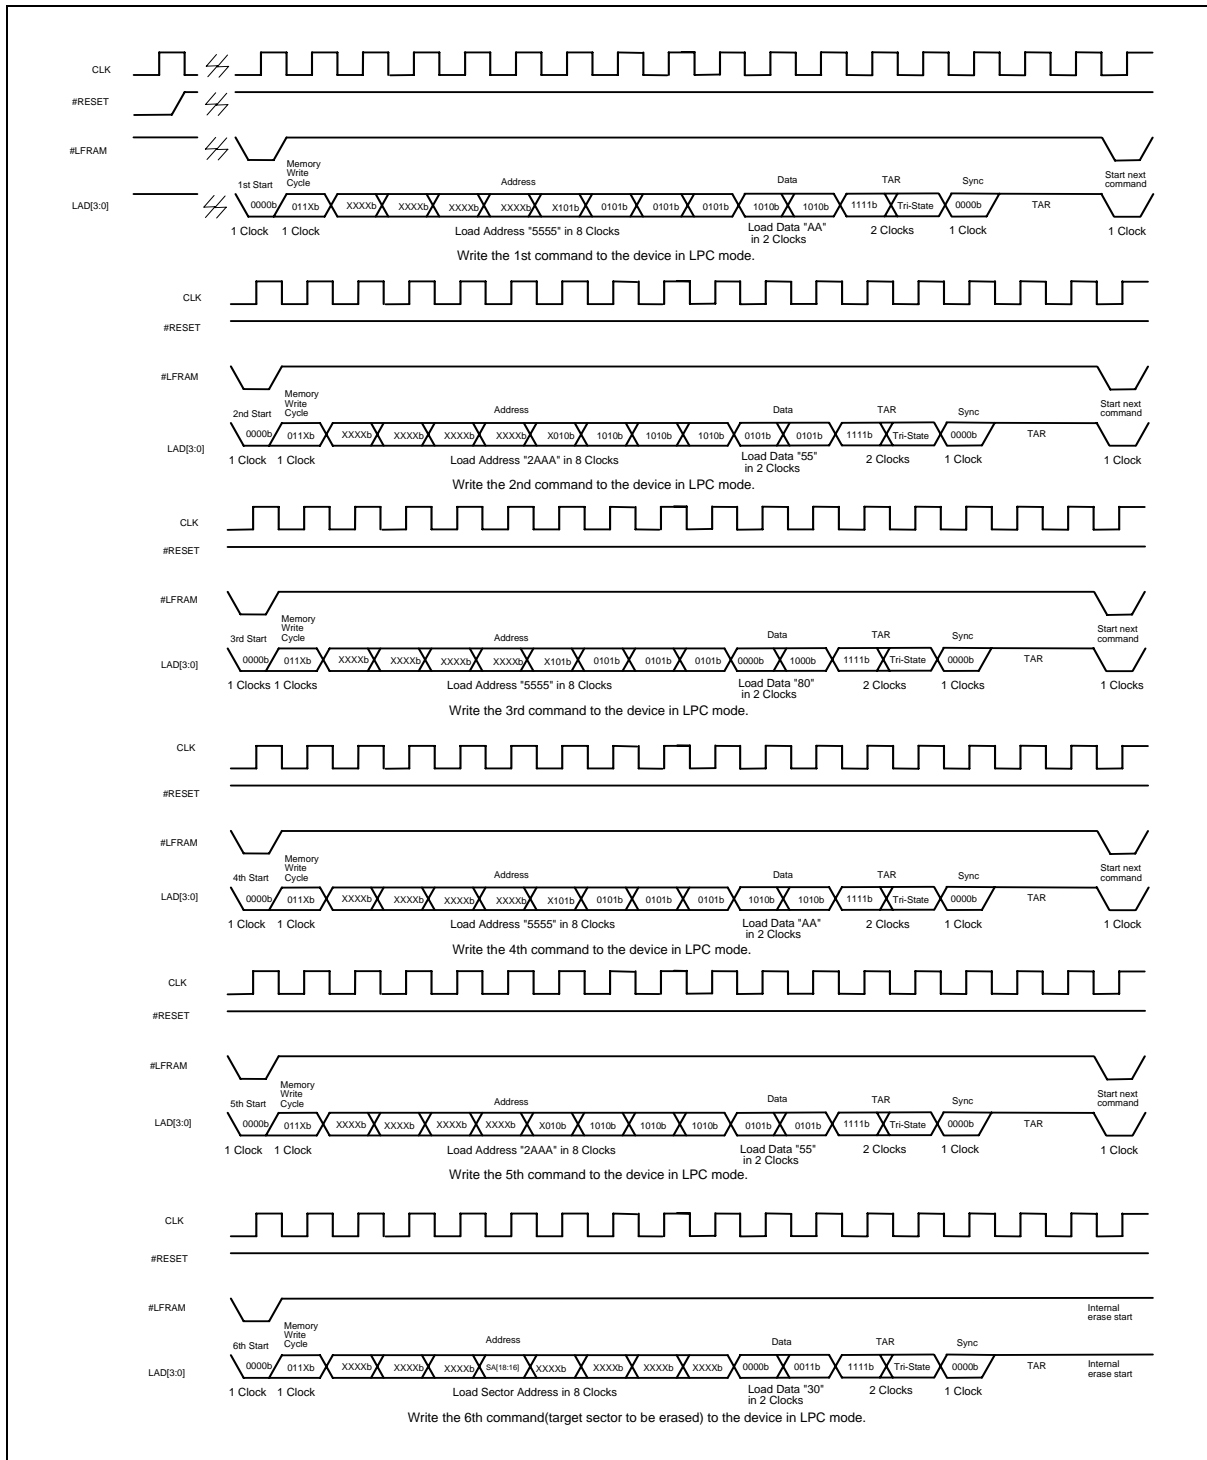 CLK
#RESET
#LFRAM
Memory
Write
Cycle
1st Start
Address
Data
TAR
Sync
Start next
command
LAD[3:0]
0000b 011Xb XXXXb XXXXb XXXXb XXXXb X101b 0101b 0101b 0101b 1010b 1010b 1111b Tri-State 0000b TAR
1 Clock 1 Clock Load Address "5555" in 8 Clocks Load Data "AA" 2 Clocks 1 Clock 1 Clock
in 2 Clocks
Write the 1st command to the device in LPC mode.
CLK
#RESET
#LFRAM
Memory
Write
Cycle
2nd Start
Address
Data
TAR
Sync
Start next
command
0000b 011Xb XXXXb XXXXb XXXXb XXXXb X010b 1010b 1010b 1010b 0101b 0101b 1111b Tri-State 0000b TAR
LAD[3:0]
1 Clock 1 Clock Load Address "2AAA" in 8 Clocks Load Data "55" 2 Clocks 1 Clock 1 Clock
in 2 Clocks
Write the 2nd command to the device in LPC mode.
CLK
#RESET
#LFRAM
Memory
Write
Cycle
3rd Start
Address
Data
TAR
Sync
Start next
command
LAD[3:0]
0000b 011Xb XXXXb XXXXb XXXXb XXXXb X101b 0101b 0101b 0101b 0000b 1000b 1111b Tri-State 0000b TAR
1 Clocks 1 Clocks Load Address "5555" in 8 Clocks Load Data "80" 2 Clocks 1 Clocks 1 Clocks
in 2 Clocks
Write the 3rd command to the device in LPC mode.
CLK
#RESET
#LFRAM
Memory
Write
Cycle
4th Start
Address
Data
TAR
Sync
Start next
command
LAD[3:0]
0000b 011Xb XXXXb XXXXb XXXXb XXXXb X101b 0101b 0101b 0101b 1010b 1010b 1111b Tri-State 0000b TAR
1 Clock 1 Clock Load Address "5555" in 8 Clocks Load Data "AA" 2 Clocks 1 Clock 1 Clock
in 2 Clocks
Write the 4th command to the device in LPC mode.
CLK
#RESET
#LFRAM
Memory
Write
Cycle
5th Start
Address
Data
TAR
Sync
Start next
command
LAD[3:0]
0000b 011Xb XXXXb XXXXb XXXXb XXXXb X010b 1010b 1010b 1010b 0101b 0101b 1111b Tri-State 0000b TAR
1 Clock 1 Clock Load Address "2AAA" in 8 Clocks Load Data "55" 2 Clocks 1 Clock 1 Clock
in 2 Clocks
Write the 5th command to the device in LPC mode.
CLK
#RESET
#LFRAM
Internal
erase start
Memory
Write
Cycle
6th Start
Address
Data
TAR
Sync
LAD[3:0]
0000b 011Xb XXXXb XXXXb XXXXb SA[18:16] XXXXb XXXXb XXXXb XXXXb 0000b 0011b 1111b Tri-State 0000b TAR
Internal
erase start
1 Clock 1 Clock Load Sector Address in 8 Clocks Load Data "30" 2 Clocks 1 Clock
in 2 Clocks
Write the 6th command(target sector to be erased) to the device in LPC mode.